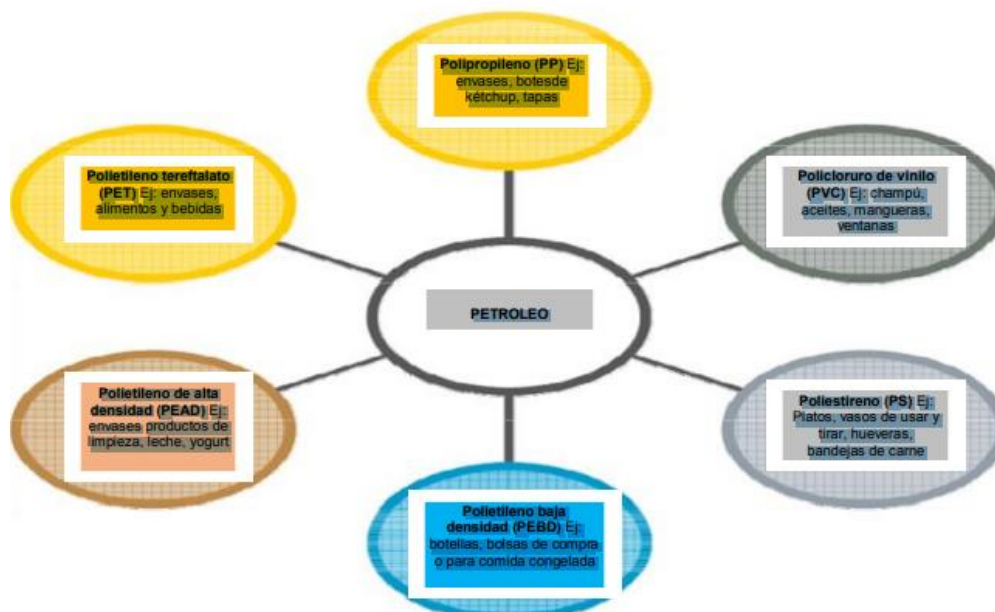 Polipropileno (PP) Ej:
envases, botesde
kétchup, tapas
Polietileno tereftalato
(PET) Ej: envases,
alimentos y bebidas
Policloruro de vinilo
(PVC) Ej: champú,
aceites, mangueras,
ventanas
PETROLEO
Polietileno de alta
densidad (PEAD) Ej:
envases productos de
limpieza, leche, yogurt
Poliestireno (PS) Ej:
Platos, vasos de usar y
tirar, hueveras,
bandejas de carne
Polietileno baja
densidad (PEBD) Ej:
botellas, bolsas de compra
o para comida congelada